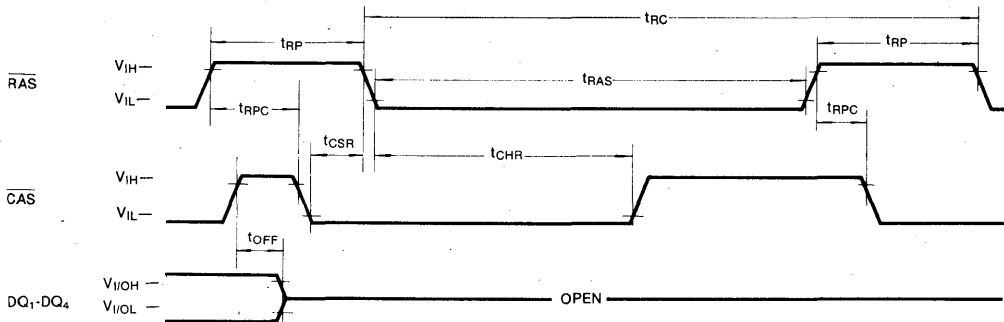 tRC
tRP
tRP
RAS
VIH—
VIL—
tRAS
tRPC
tRPC
tCSR
tCHR
CAS
VIH—
VIL—
tOFF
DQ1-DQ4
VI/OH
VI/OL
OPEN